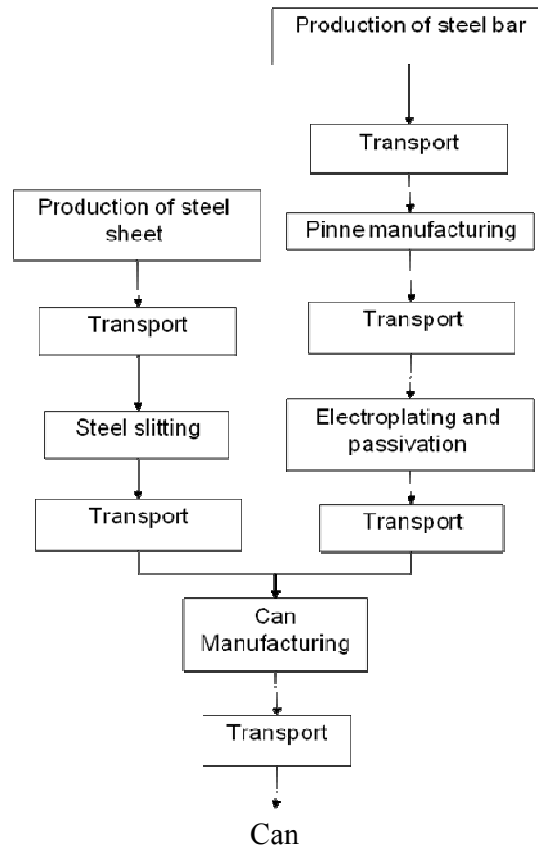 Production of steel bar
Transport
Production of steel
sheet
Pinne manufacturing
Transport
Transport
Steel slitting
Electroplating and
passivation
Transport
Transport
Can
Manufacturing
Transport
Can